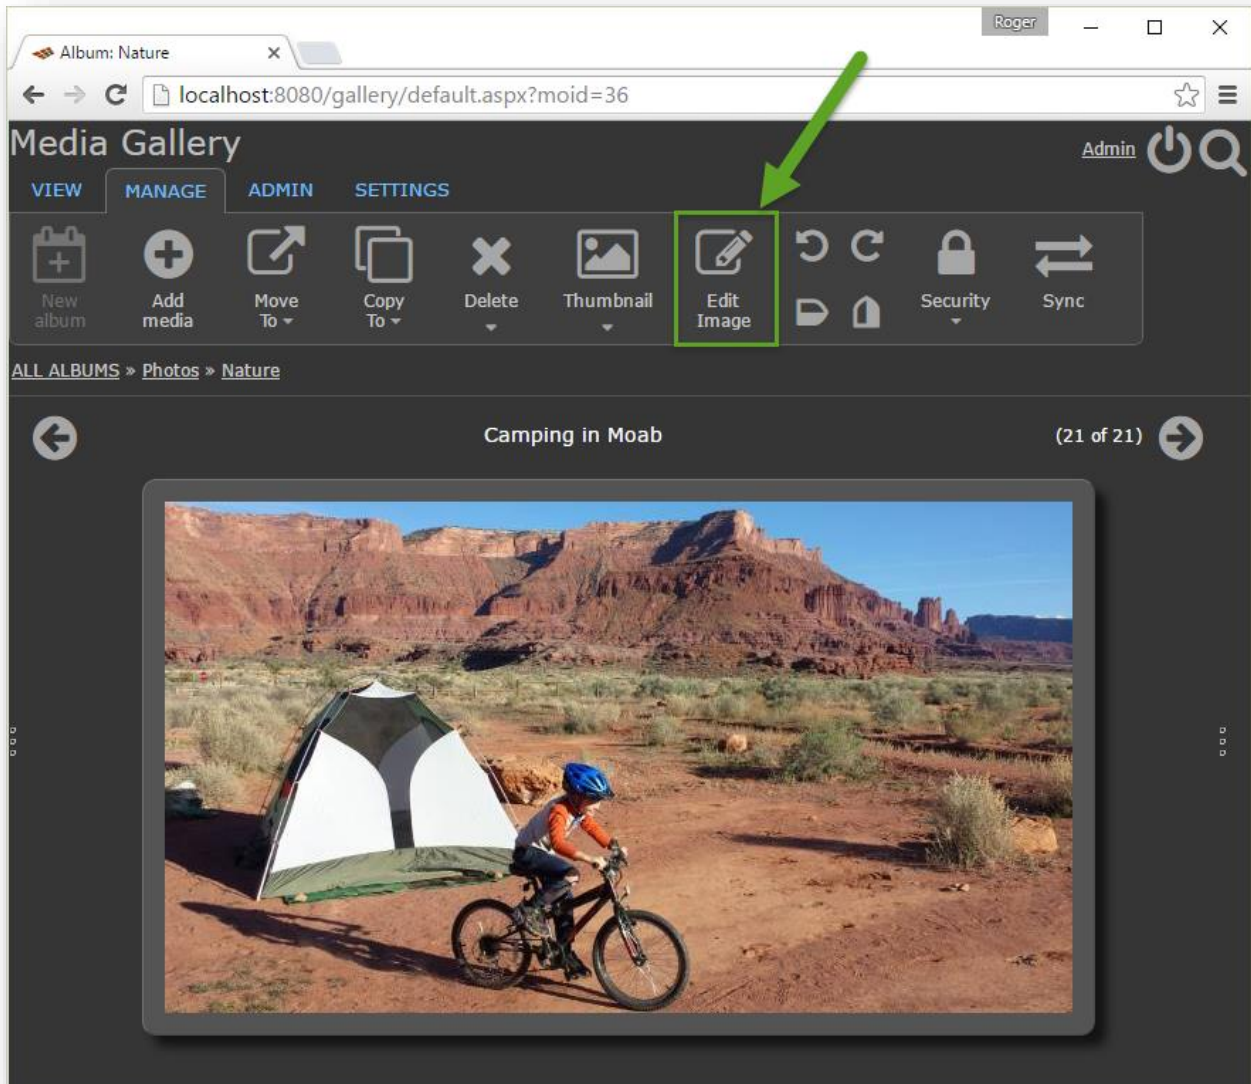 Roger
Album: Nature
localhost:8080/gallery/default.aspx?moid=36
Media Gallery
Admin
VIEW MANAGE ADMIN SETTINGS
New album
Add media
Move To
Copy To
Delete
Thumbnail
Edit Image
Security
Sync
ALL ALBUMS » Photos » Nature
Camping in Moab
(21 of 21)